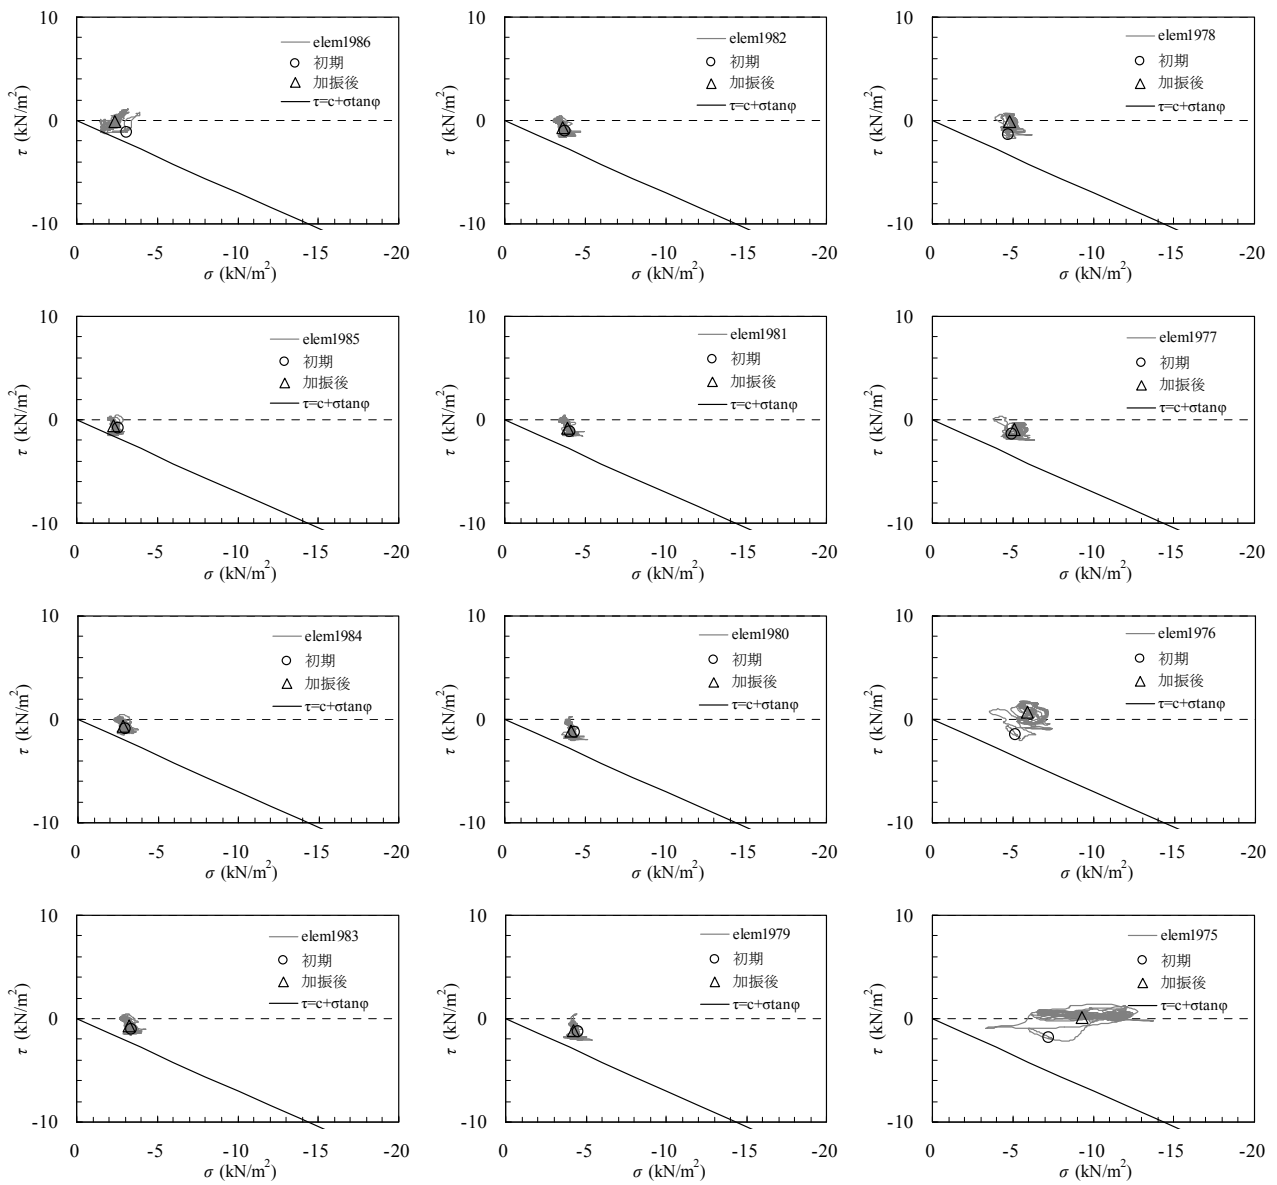 10
0
-10
τ (kN/m²)
elem1986
初期
加振後
τ=c+σtanφ
0 -5 -10 -15 -20
σ (kN/m²)
10
0
-10
τ (kN/m²)
elem1982
初期
加振後
τ=c+σtanφ
0 -5 -10 -15 -20
σ (kN/m²)
10
0
-10
τ (kN/m²)
elem1978
初期
加振後
τ=c+σtanφ
0 -5 -10 -15 -20
σ (kN/m²)
10
0
-10
τ (kN/m²)
elem1985
初期
加振後
τ=c+σtanφ
0 -5 -10 -15 -20
σ (kN/m²)
10
0
-10
τ (kN/m²)
elem1981
初期
加振後
τ=c+σtanφ
0 -5 -10 -15 -20
σ (kN/m²)
10
0
-10
τ (kN/m²)
elem1977
初期
加振後
τ=c+σtanφ
0 -5 -10 -15 -20
σ (kN/m²)
10
0
-10
τ (kN/m²)
elem1984
初期
加振後
τ=c+σtanφ
0 -5 -10 -15 -20
σ (kN/m²)
10
0
-10
τ (kN/m²)
elem1980
初期
加振後
τ=c+σtanφ
0 -5 -10 -15 -20
σ (kN/m²)
10
0
-10
τ (kN/m²)
elem1976
初期
加振後
τ=c+σtanφ
0 -5 -10 -15 -20
σ (kN/m²)
10
0
-10
τ (kN/m²)
elem1983
初期
加振後
τ=c+σtanφ
0 -5 -10 -15 -20
σ (kN/m²)
10
0
-10
τ (kN/m²)
elem1979
初期
加振後
τ=c+σtanφ
0 -5 -10 -15 -20
σ (kN/m²)
10
0
-10
τ (kN/m²)
elem1975
初期
加振後
τ=c+σtanφ
0 -5 -10 -15 -20
σ (kN/m²)